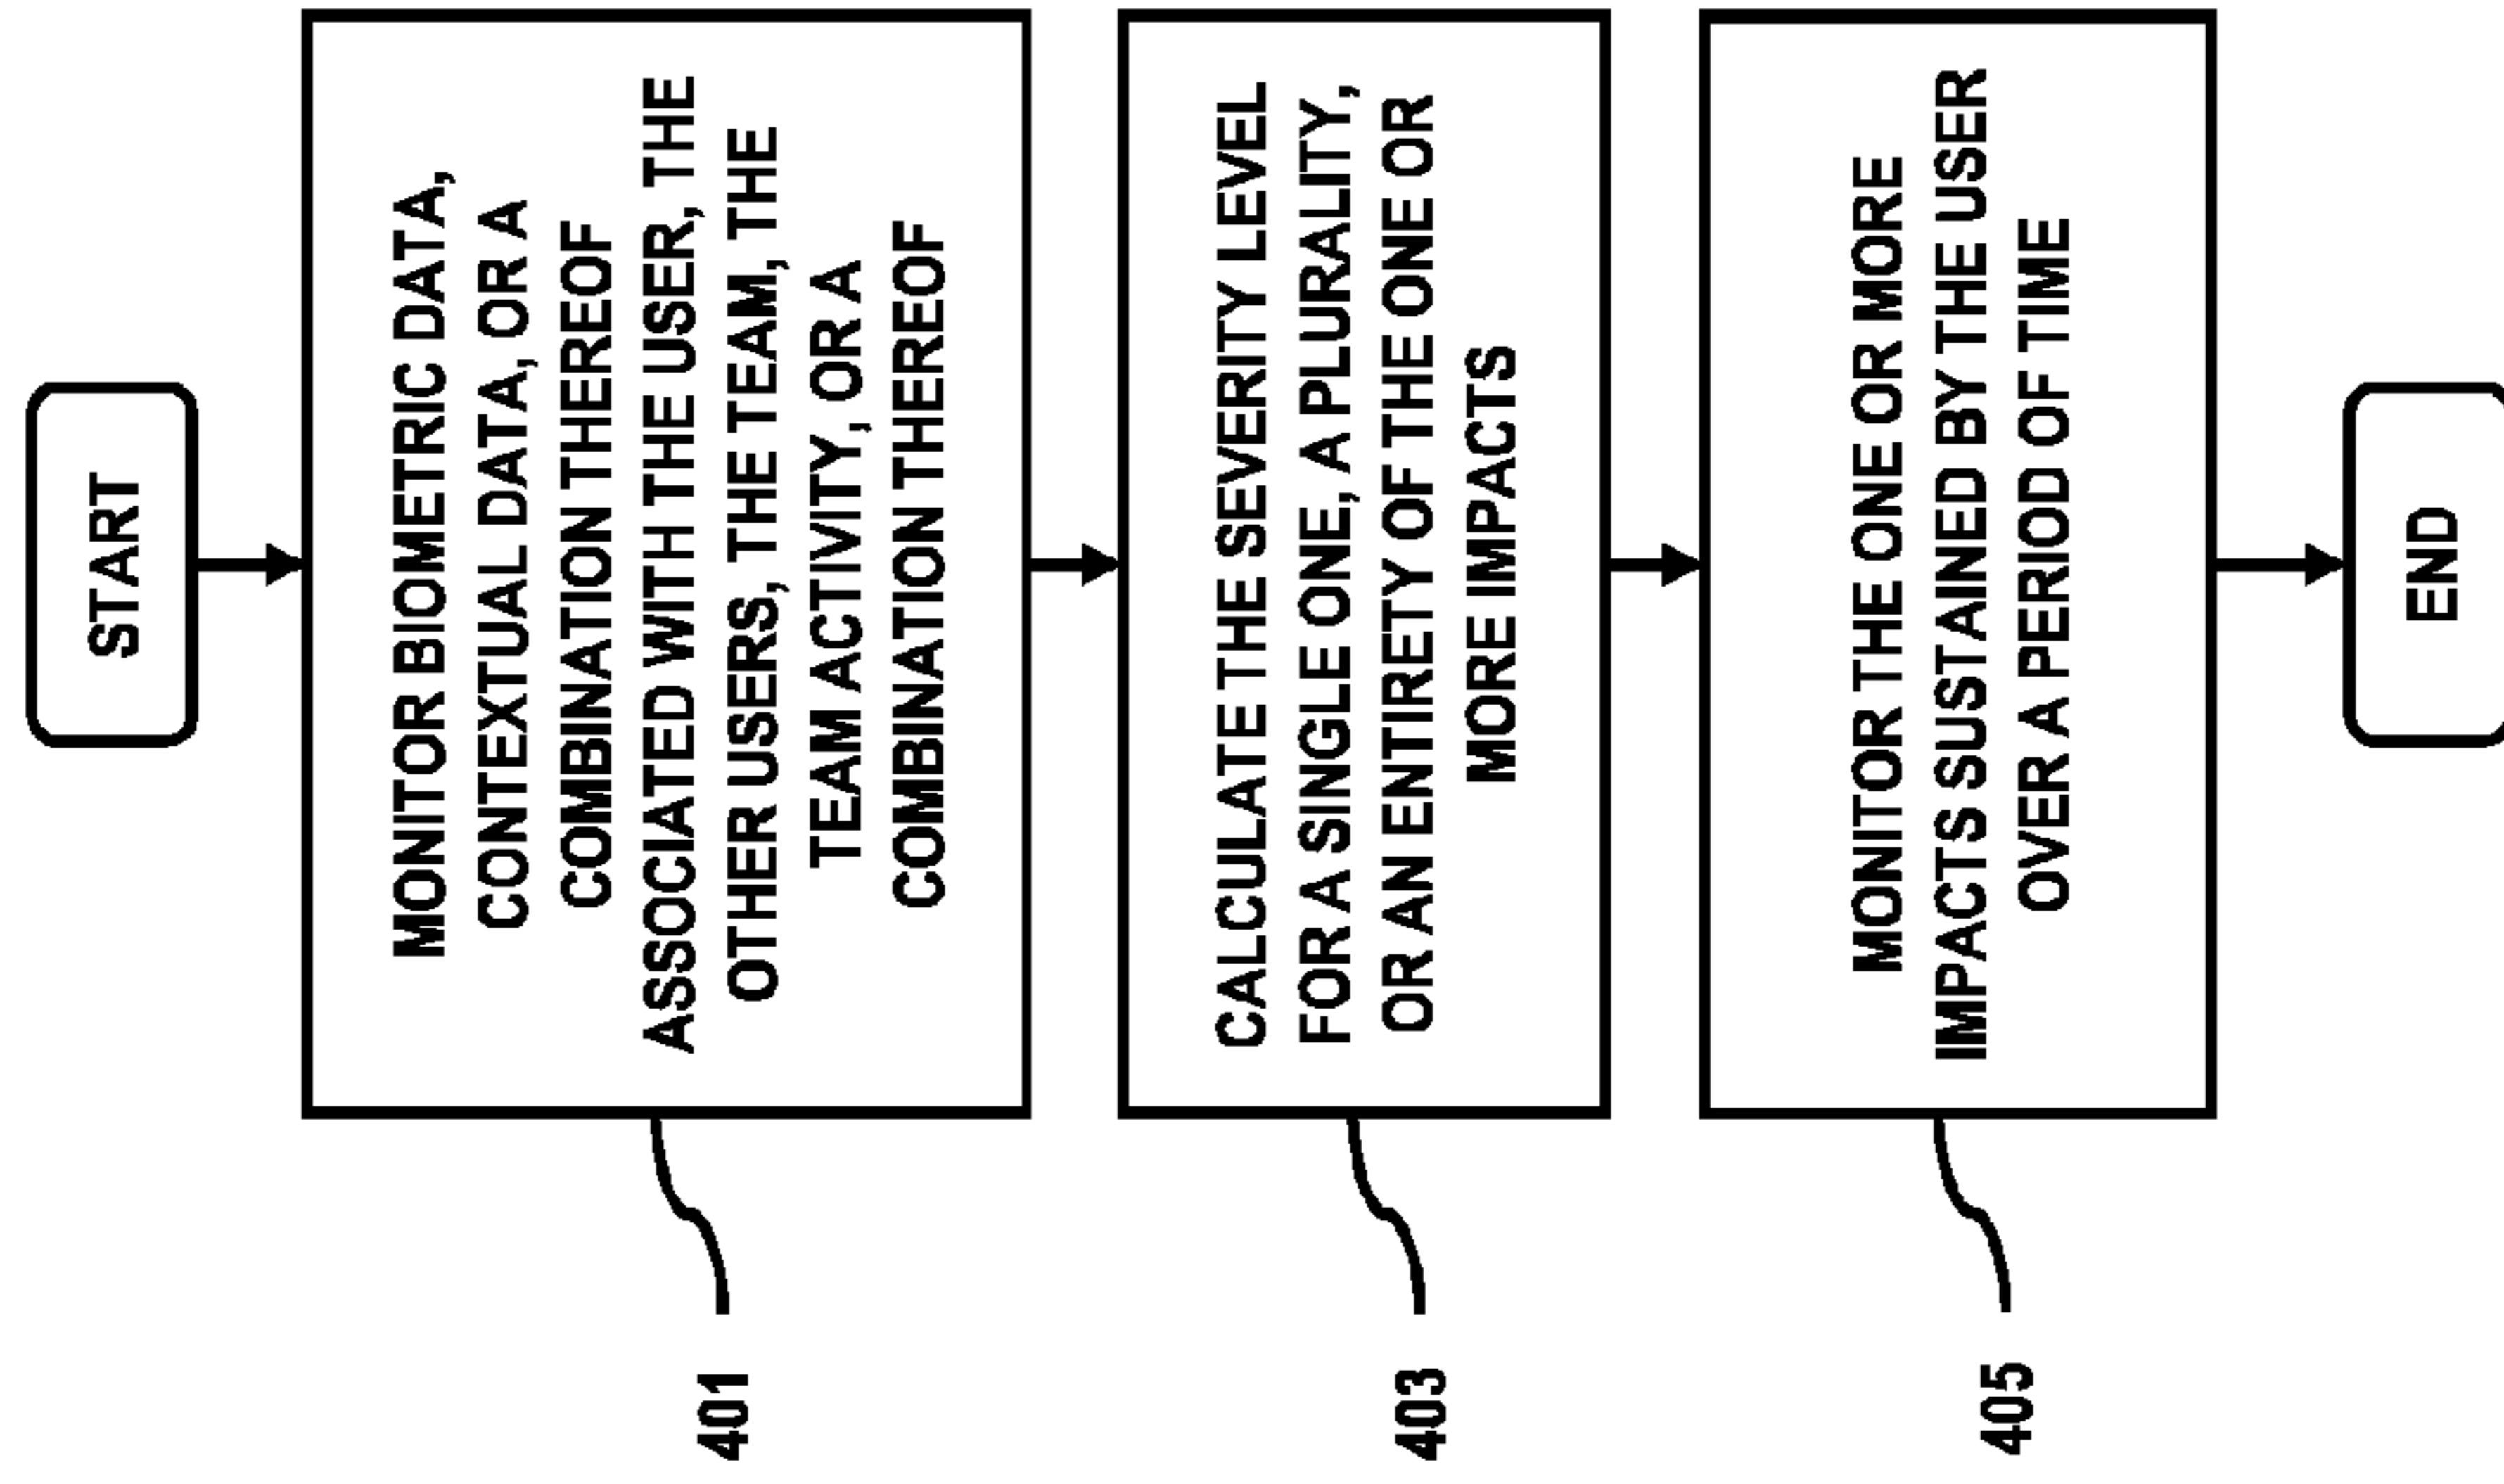 START
MONITOR BIOMETRIC DATA,
CONTEXTUAL DATA, OR A
COMBINATION THEREOF
ASSOCIATED WITH THE USER, THE
OTHER USERS, THE TEAM, THE
TEAM ACTIVITY, OR A
COMBINATION THEREOF
401
CALCULATE THE SEVERITY LEVEL
FOR A SINGLE ONE, A PLURALITY,
OR AN ENTIRETY OF THE ONE OR
MORE IMPACTS
403
MONITOR THE ONE OR MORE
IMPACTS SUSTAINED BY THE USER
OVER A PERIOD OF TIME
405
END